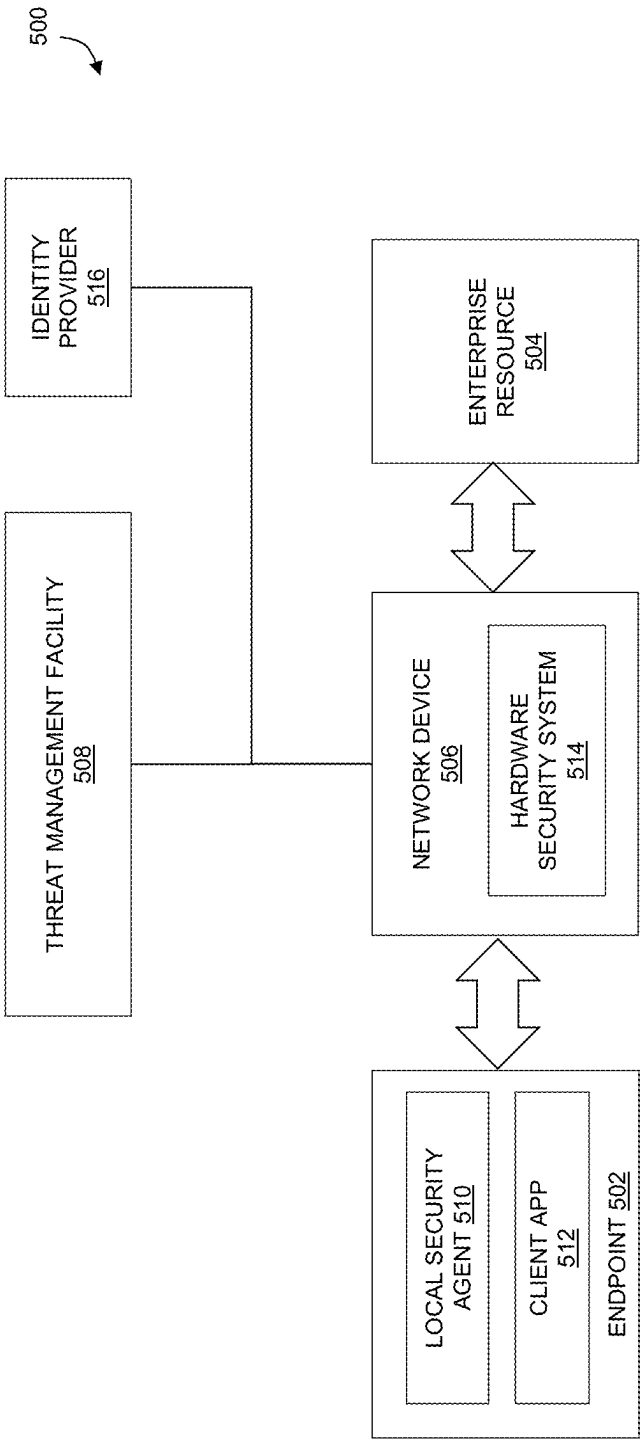 500
THREAT MANAGEMENT FACILITY
508
IDENTITY
PROVIDER
516
LOCAL SECURITY
AGENT 510
CLIENT APP
512
ENDPOINT 502
NETWORK DEVICE
506
HARDWARE
SECURITY SYSTEM
514
ENTERPRISE
RESOURCE
504